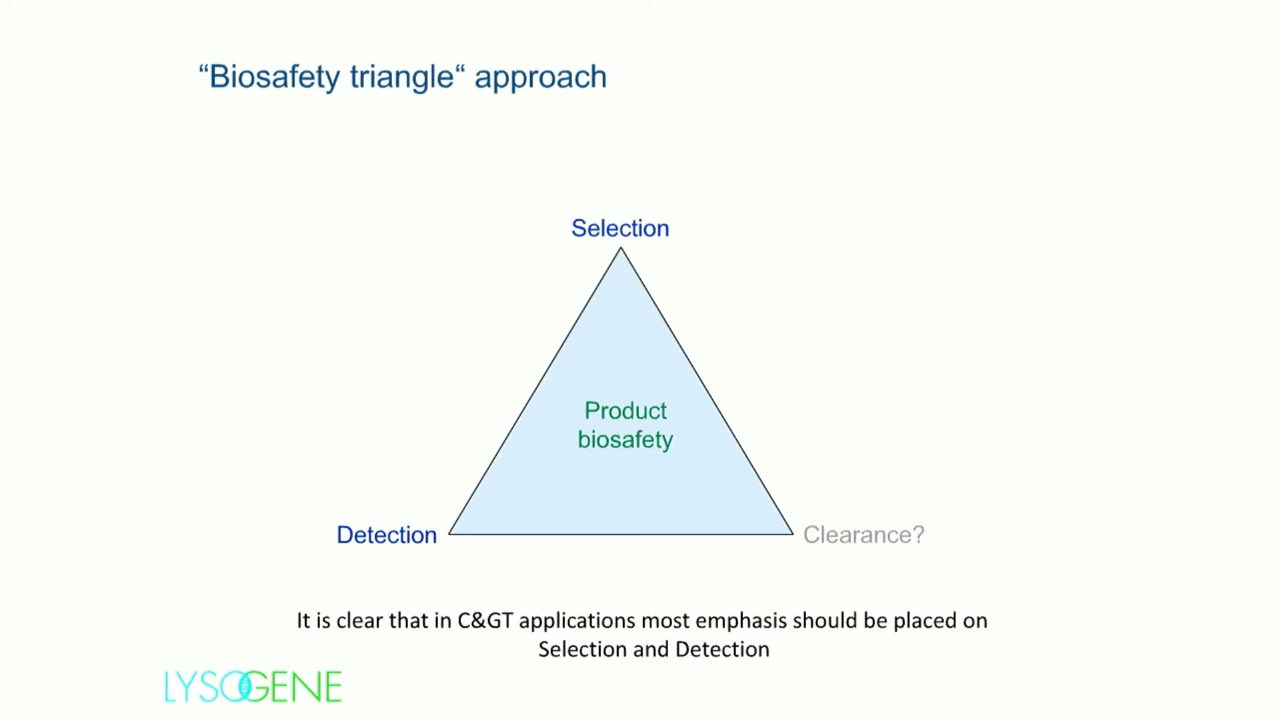 “Biosafety triangle“ approach
Selection
Product
biosafety
Detection
Clearance?
It is clear that in C&GT applications most emphasis should be placed on
Selection and Detection
LYSOGENE